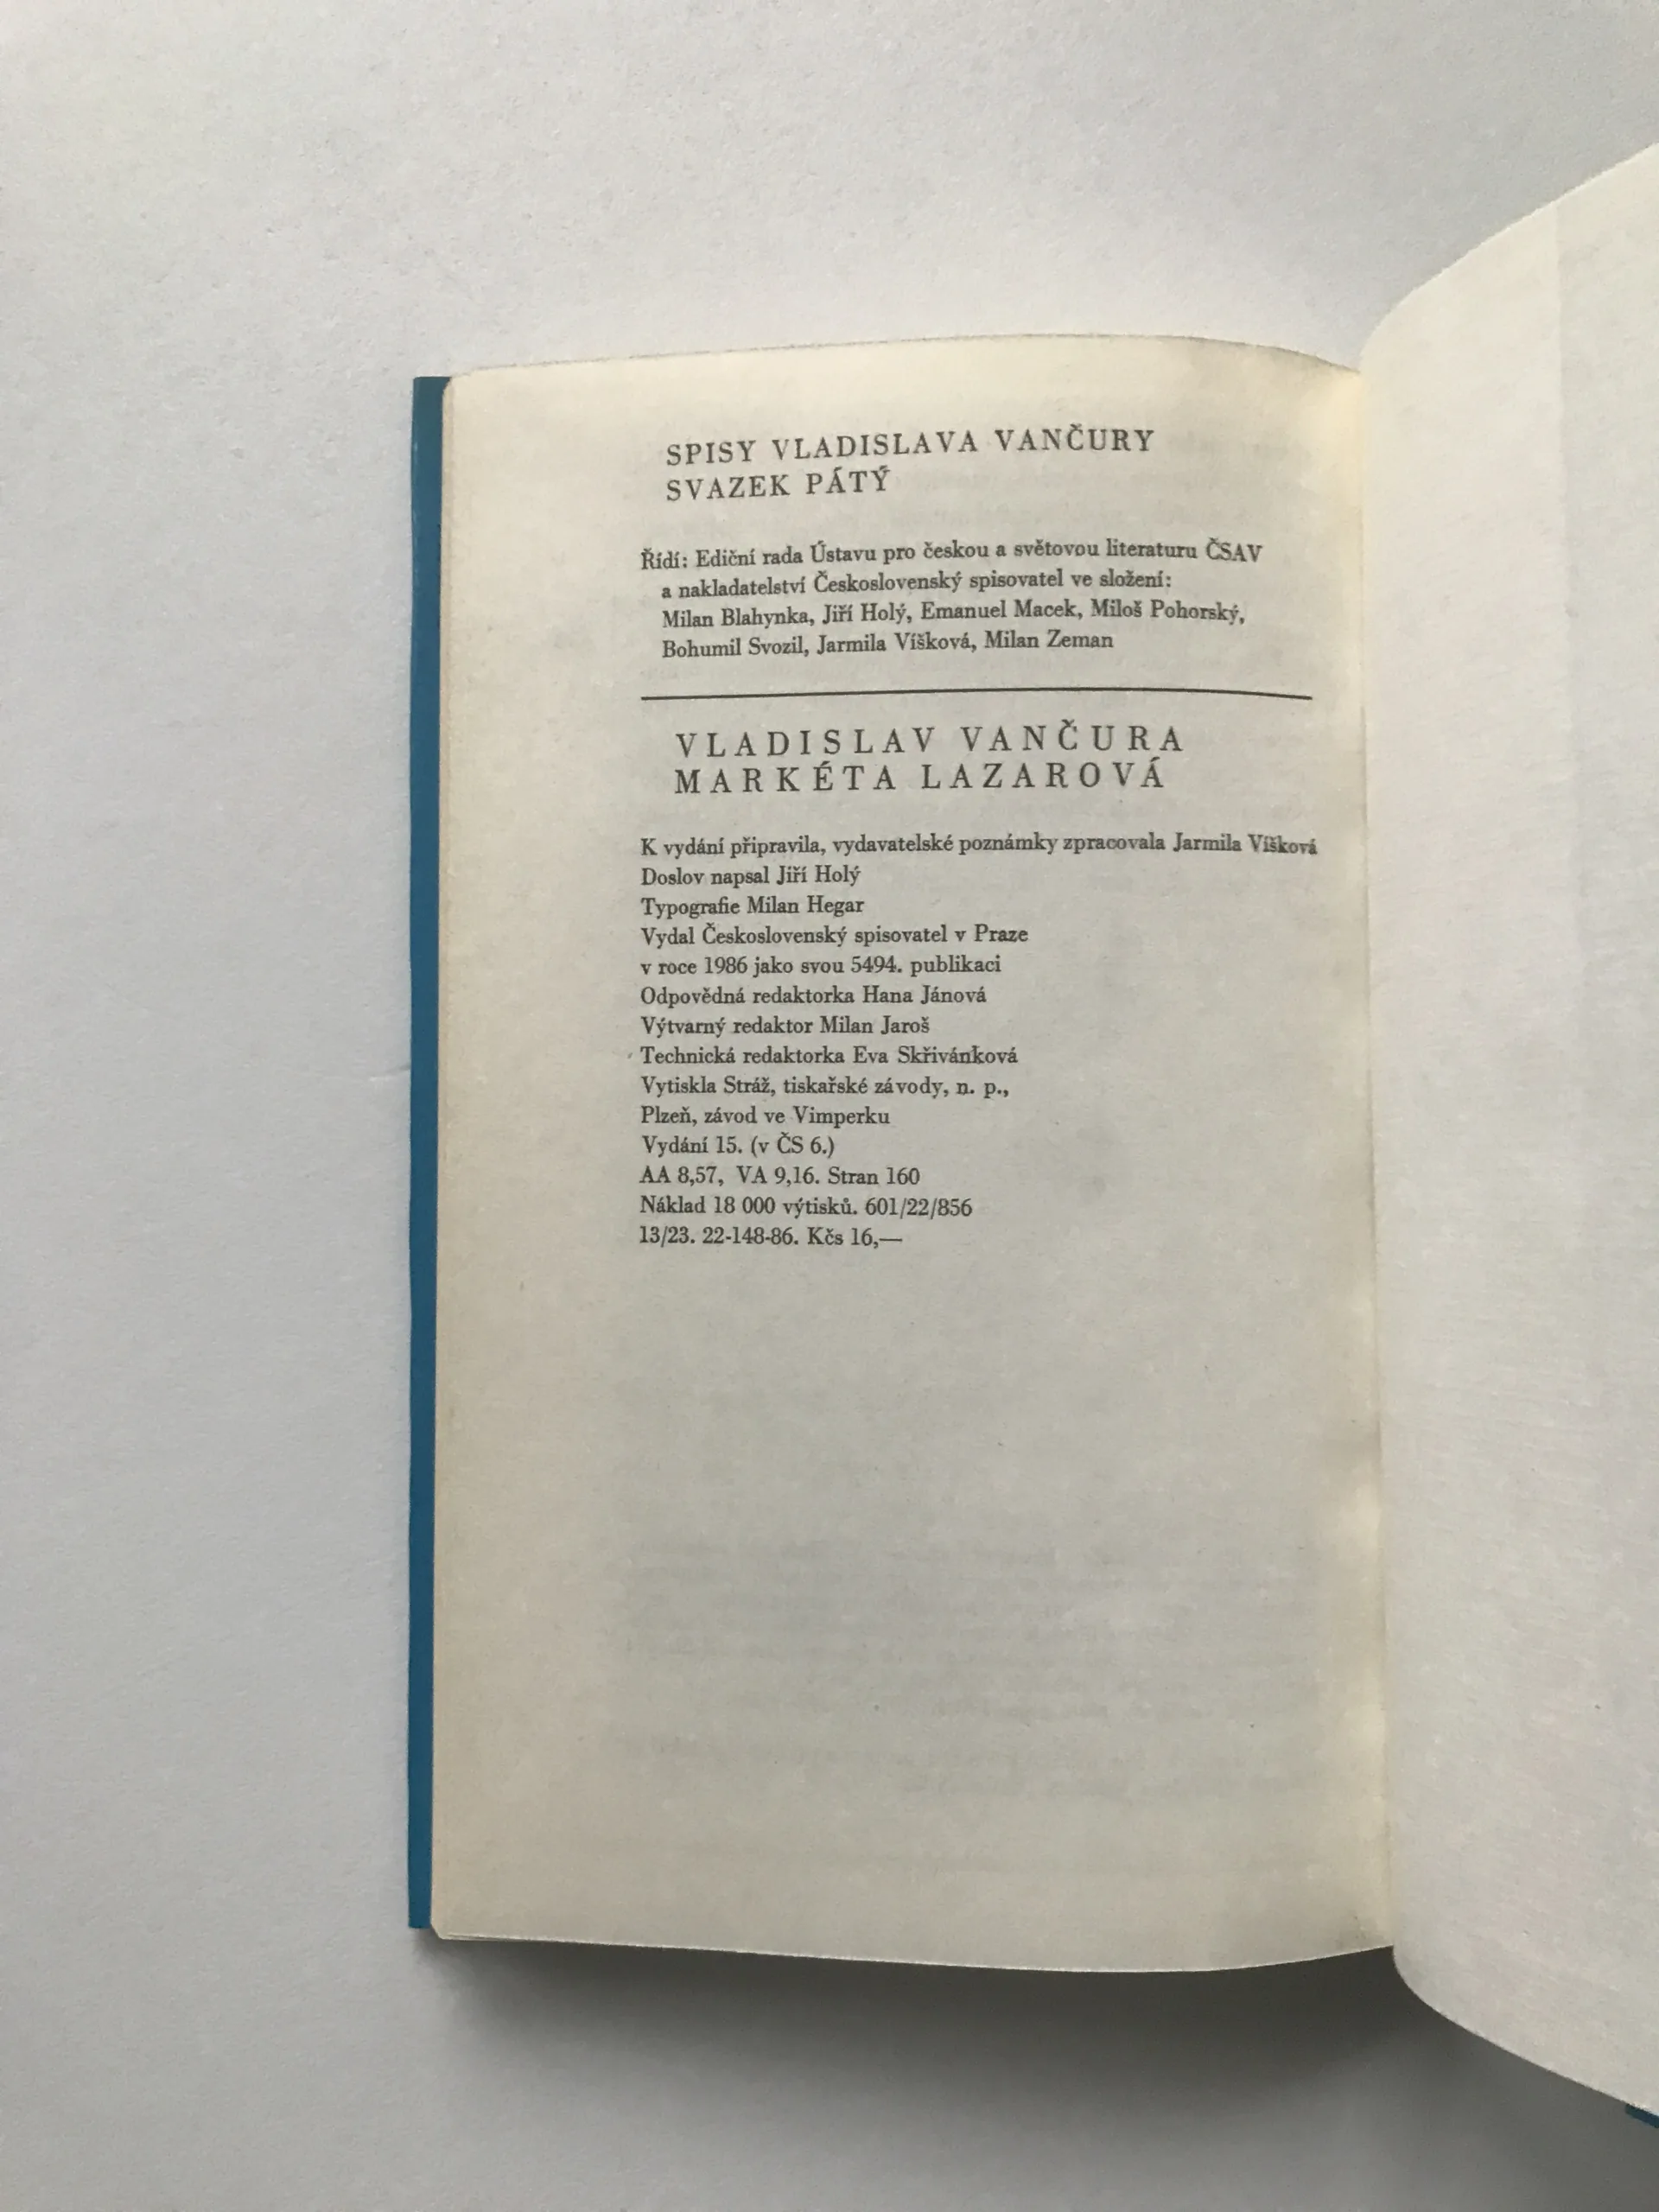 SPISY VLADISLAVA VANČURY
SVAZEK PÁTÝ
Řídí: Ediční rada Ústavu pro českou a světovou literaturu ČSAV
a nakladatelství Československý spisovatel ve složení:
Milan Blahynka, Jiří Holý, Emanuel Macek, Miloš Pohorský,
Bohumil Svozil, Jarmila Víšková, Milan Zeman
VLADISLAV VANČURA
MARKÉTA LAZAROVÁ
K vydání připravila, vydavatelské poznámky zpracovala Jarmila Víšková
Doslov napsal Jiří Holý
Typografie Milan Hegar
Vydal Československý spisovatel v Praze
v roce 1986 jako svou 5494. publikaci
Odpovědná redaktorka Hana Jánová
Výtvarný redaktor Milan Jaroš
Technická redaktorka Eva Skřivánková
Vytiskla Stráž, tiskařské závody, n. p.,
Plzeň, závod ve Vimperku
Vydání 15. (v ČS 6.)
AA 8,57, VA 9,16. Stran 160
Náklad 18 000 výtisků. 601/22/856
13/23. 22-148-86. Kčs 16,—